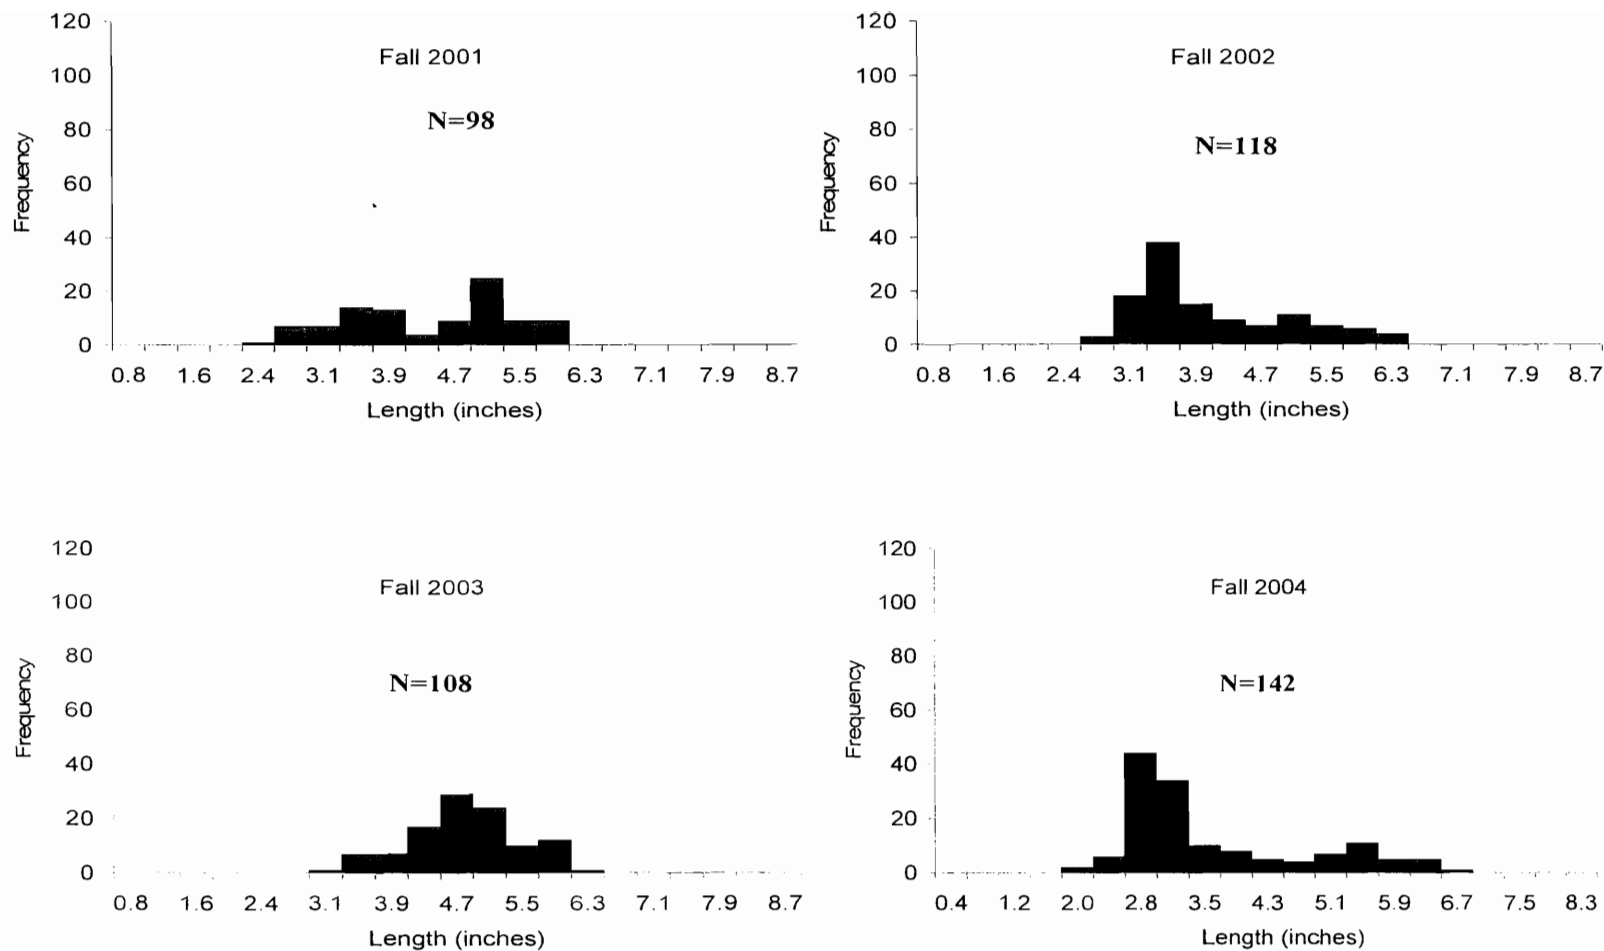 Fall 2001
N=98
120
100
80
60
40
20
0
Frequency
0.8 1.6 2.4 3.1 3.9 4.7 5.5 6.3 7.1 7.9 8.7
Length (inches)
Fall 2002
N=118
120
100
80
60
40
20
0
Frequency
0.8 1.6 2.4 3.1 3.9 4.7 5.5 6.3 7.1 7.9 8.7
Length (inches)
Fall 2003
N=108
120
100
80
60
40
20
0
Frequency
0.8 1.6 2.4 3.1 3.9 4.7 5.5 6.3 7.1 7.9 8.7
Length (inches)
Fall 2004
N=142
120
100
80
60
40
20
0
Frequency
0.4 1.2 2.0 2.8 3.5 4.3 5.1 5.9 6.7 7.5 8.3
Length (inches)